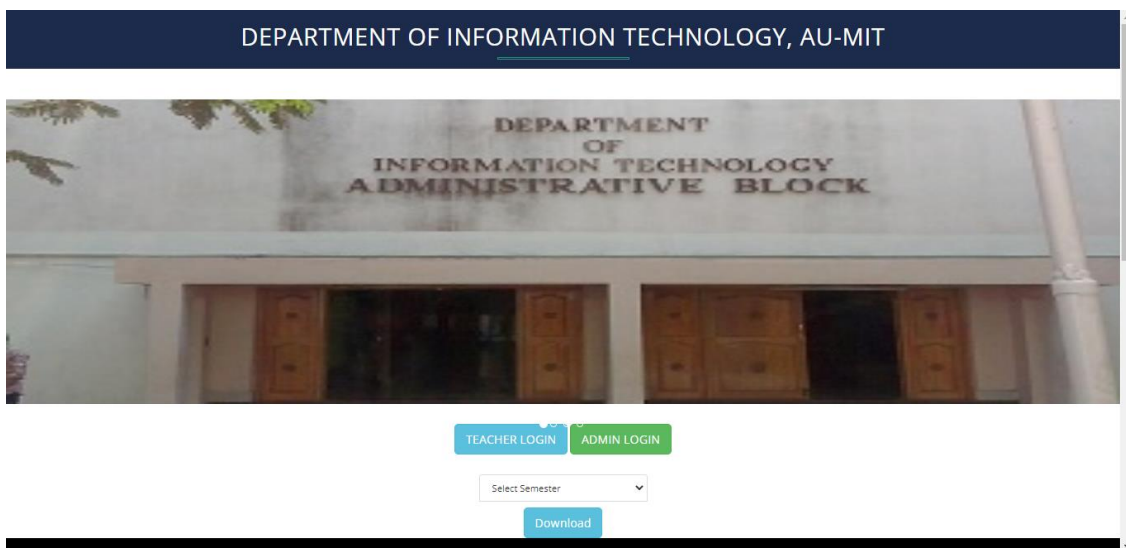 DEPARTMENT OF INFORMATION TECHNOLOGY, AU-MIT
DEPARTMENT
OF
INFORMATION TECHNOLOGY
ADMINISTRATIVE BLOCK
TEACHER LOGIN
ADMIN LOGIN
Select Semester
Download